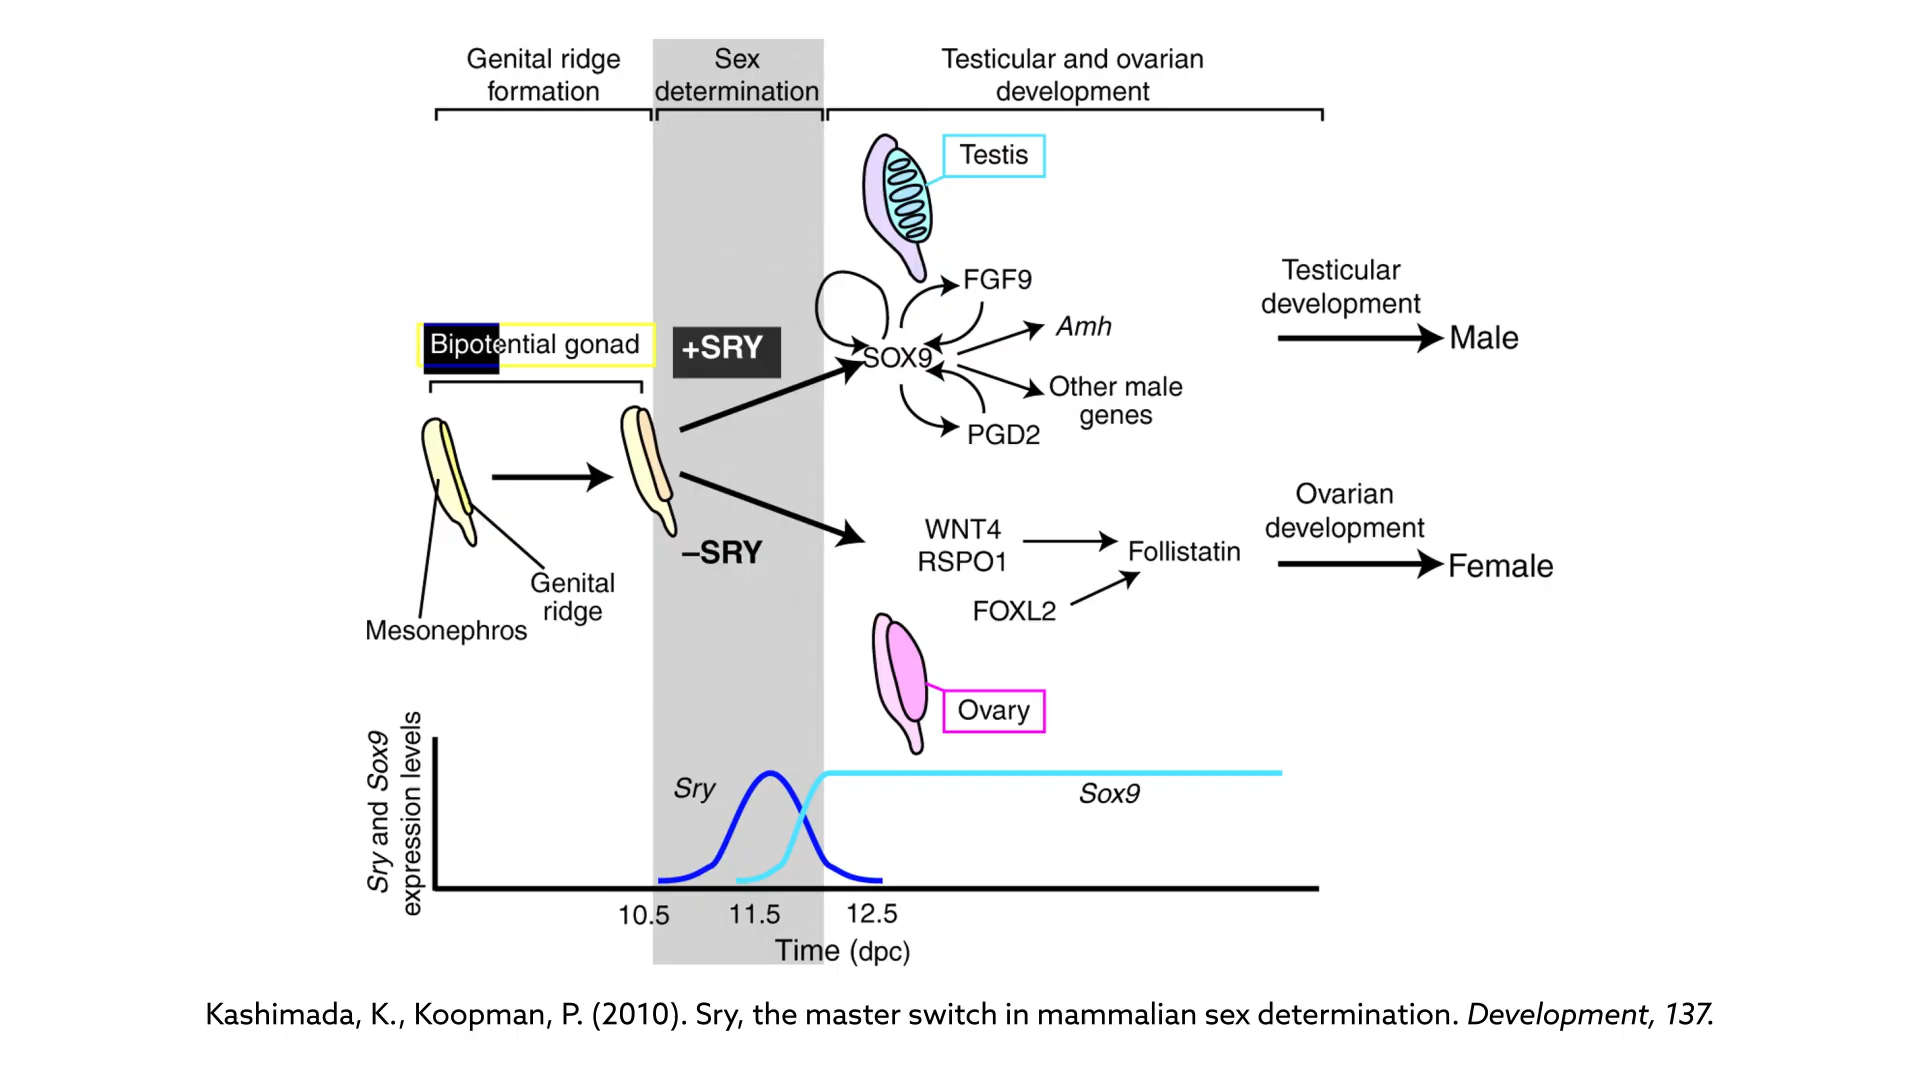 Genital ridge
formation
Sex
determination
Testicular and ovarian
development
Testis
FGF9
Amh
SOX9
Other male
genes
PGD2
Testicular
development
Male
Bipotential gonad
+SRY
–SRY
Genital
ridge
Mesonephros
WNT4
RSPO1
Follistatin
FOXL2
Ovarian
development
Female
Ovary
Sry and Sox9
expression levels
Sry
Sox9
10.5
11.5
12.5
Time (dpc)
Kashimada, K., Koopman, P. (2010). Sry, the master switch in mammalian sex determination. Development, 137.